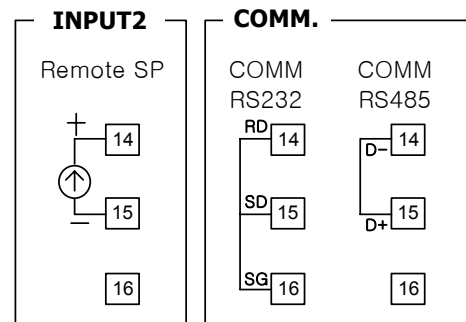 INPUT2
Remote SP
+
14
15
−
16
COMM.
COMM
RS232
RD
14
SD
15
SG
16
COMM
RS485
D−
14
15
D+
16